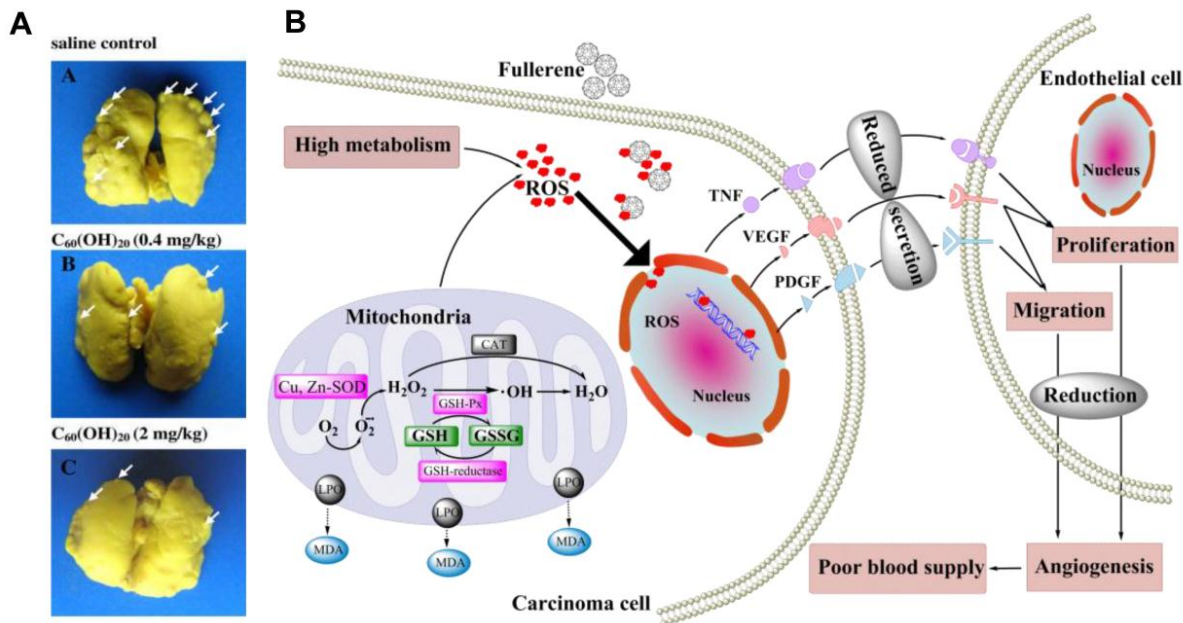 A
saline control
A
C60(OH)20 (0.4 mg/kg)
B
C60(OH)20 (2 mg/kg)
C
B
Fullerene
Endothelial cell
Nucleus
High metabolism
ROS
TNF
VEGF
PDGF
Reduced
secretion
Proliferation
Migration
Reduction
Angiogenesis
Poor blood supply
ROS
Nucleus
Mitochondria
CAT
Cu, Zn-SOD
H2O2
·OH
H2O
GSH-Px
O2
O2·−
GSH
GSSG
GSH-reductase
LPO
LPO
LPO
MDA
MDA
MDA
Carcinoma cell